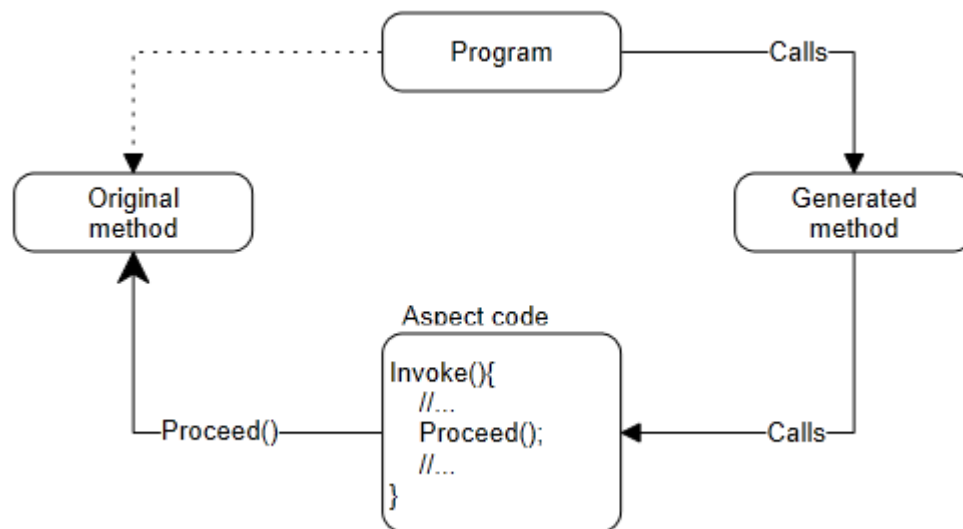 Program
Calls
Original
method
Generated
method
Aspect code
Invoke(){
//...
Proceed();
//...
}
Proceed()
Calls